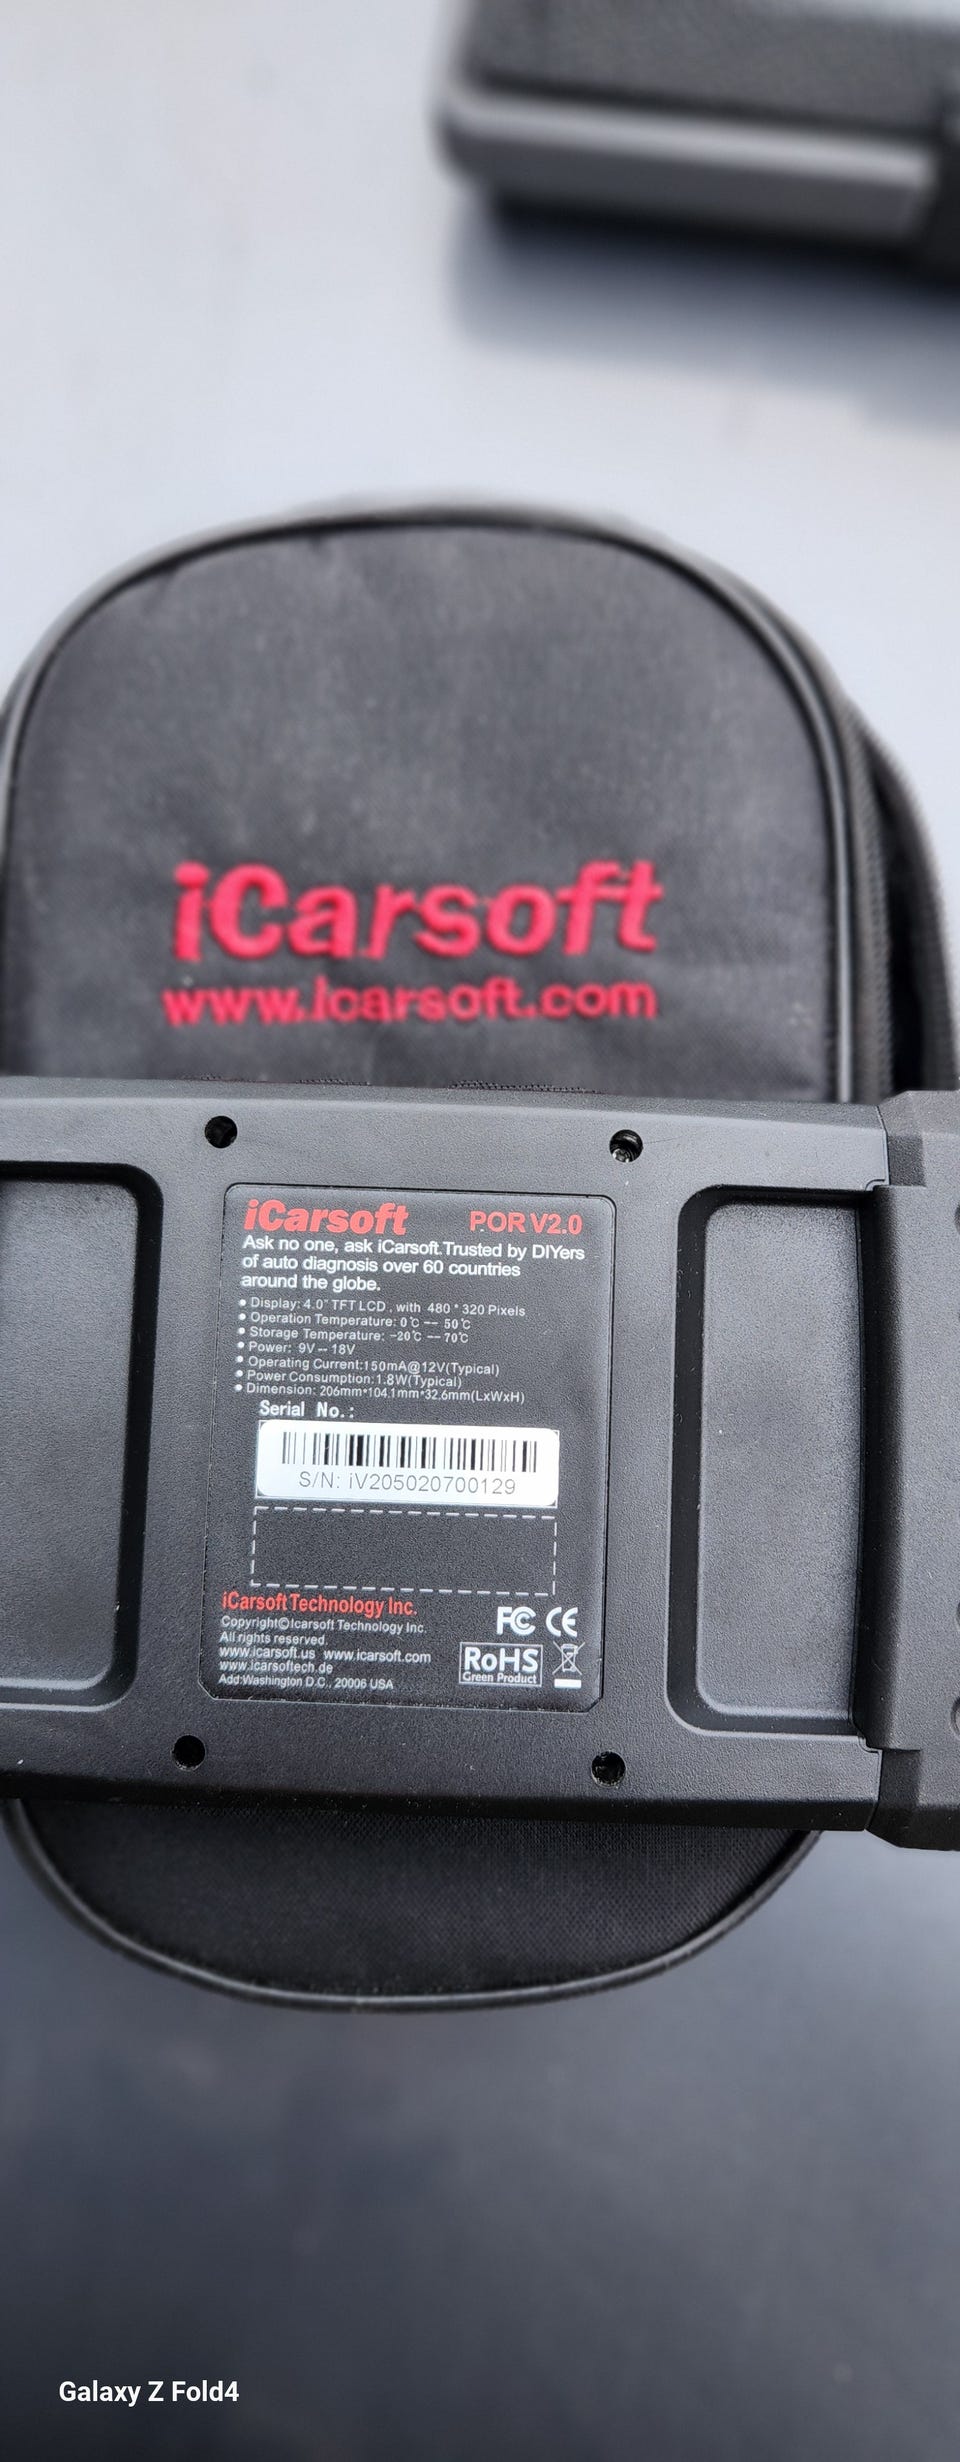 iCarsoft
www.icarsoft.com
iCarsoft POR V2.0
Ask no one, ask iCarsoft.Trusted by DIYers
of auto diagnosis over 60 countries
around the globe.
• Display: 4.0" TFT LCD , with 480 * 320 Pixels
• Operation Temperature: 0℃ -- 50℃
• Storage Temperature: -20℃ -- 70℃
• Power: 9V -- 18V
• Operating Current:150mA@12V(Typical)
• Power Consumption:1.8W(Typical)
• Dimension: 206mm*104.1mm*32.6mm(LxWxH)
Serial No.:
S/N: iV205020700129
iCarsoft Technology Inc.
Copyright©Icarsoft Technology Inc.
All rights reserved.
www.icarsoft.us www.icarsoft.com
www.icarsoftech.de
Add:Washington D.C., 20006 USA
FC CE
RoHS
Green Product
Galaxy Z Fold4